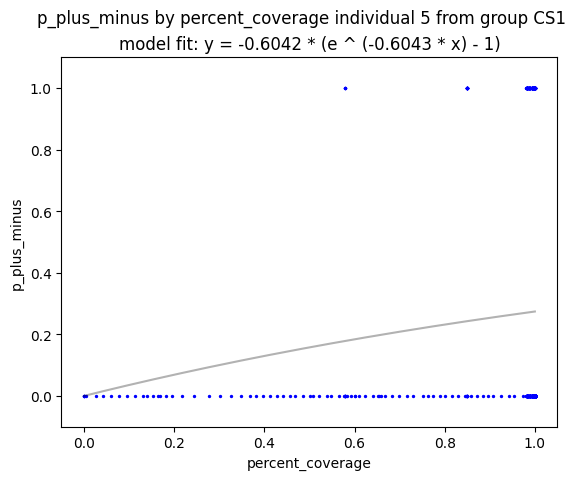 p_plus_minus by percent_coverage individual 5 from group CS1
model fit: y = -0.6042 * (e ^ (-0.6043 * x) - 1)
1.0
0.8
0.6
0.4
0.2
0.0
p_plus_minus
0.0 0.2 0.4 0.6 0.8 1.0
percent_coverage